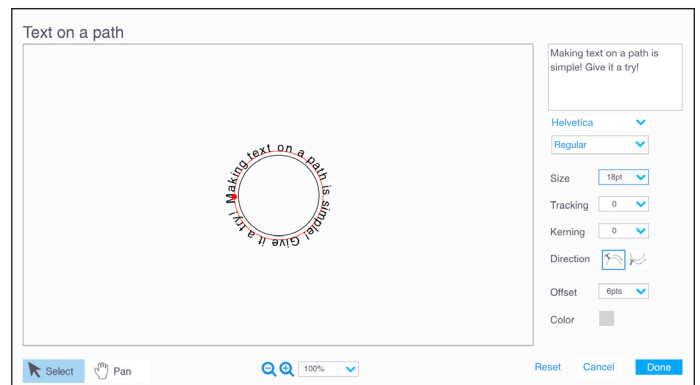 Text on a path
Making text on a path is simple! Give it a try!
Making text on a path is
simple! Give it a try!
Helvetica
Regular
Size 18pt
Tracking 0
Kerning 0
Direction
Offset 6pts
Color
Select Pan 100% Reset Cancel Done